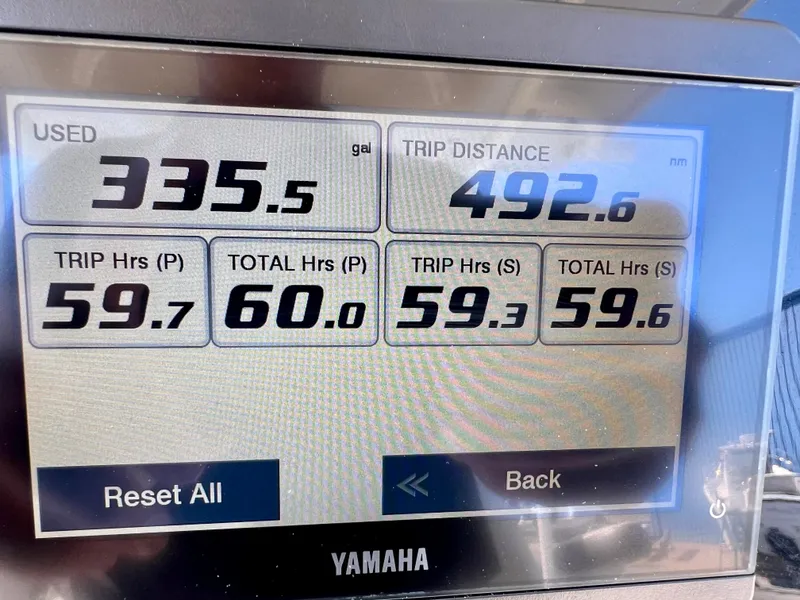 USED gal
335.5
TRIP DISTANCE nm
492.6
TRIP Hrs (P)
59.7
TOTAL Hrs (P)
60.0
TRIP Hrs (S)
59.3
TOTAL Hrs (S)
59.6
Reset All
Back
YAMAHA